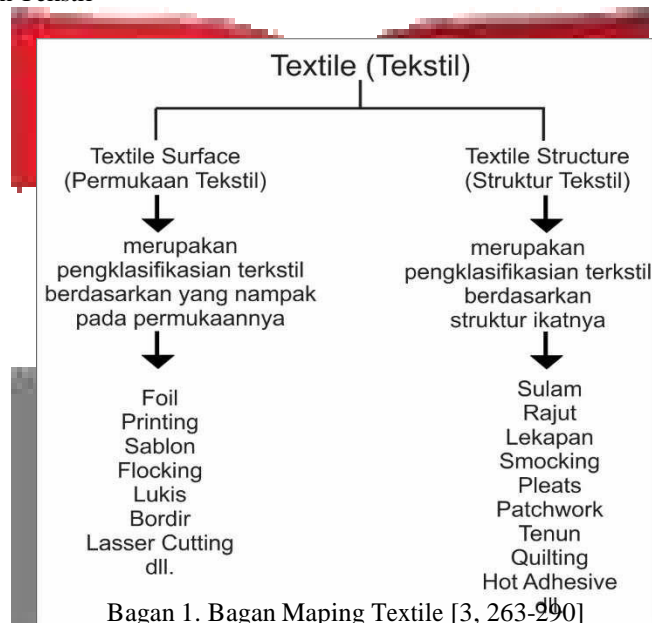 Textile (Tekstil)
Textile Surface
(Permukaan Tekstil)
merupakan
pengklasifikasian terkstil
berdasarkan yang nampak
pada permukaannya
Foil
Printing
Sablon
Flocking
Lukis
Bordir
Lasser Cutting
dll.
Textile Structure
(Struktur Tekstil)
merupakan
pengklasifikasian terkstil
berdasarkan
struktur ikatnya
Sulam
Rajut
Lekapan
Smocking
Pleats
Patchwork
Tenun
Quilting
Hot Adhesive
dll.
Bagan 1. Bagan Maping Textile [3, 263-290]